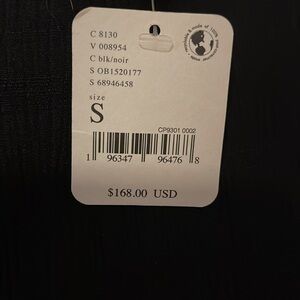 C 8130
V 008954
C blk/noir
S OB1520177
S 68946458
size
S
CP9301 0002
1 96347 96476 8
$168.00 USD